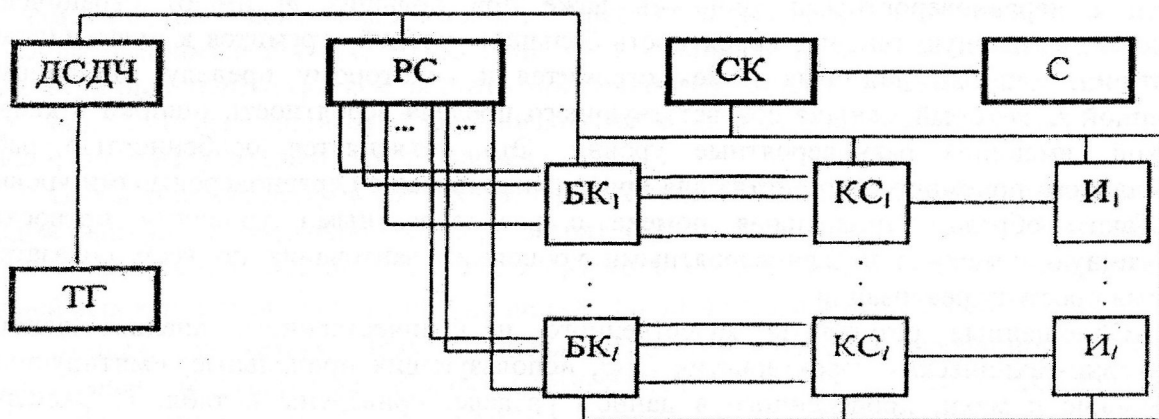 ДСДЧ РС СК С
... ...
БК₁ КС₁ И₁
ТГ
БКl КСl Иl